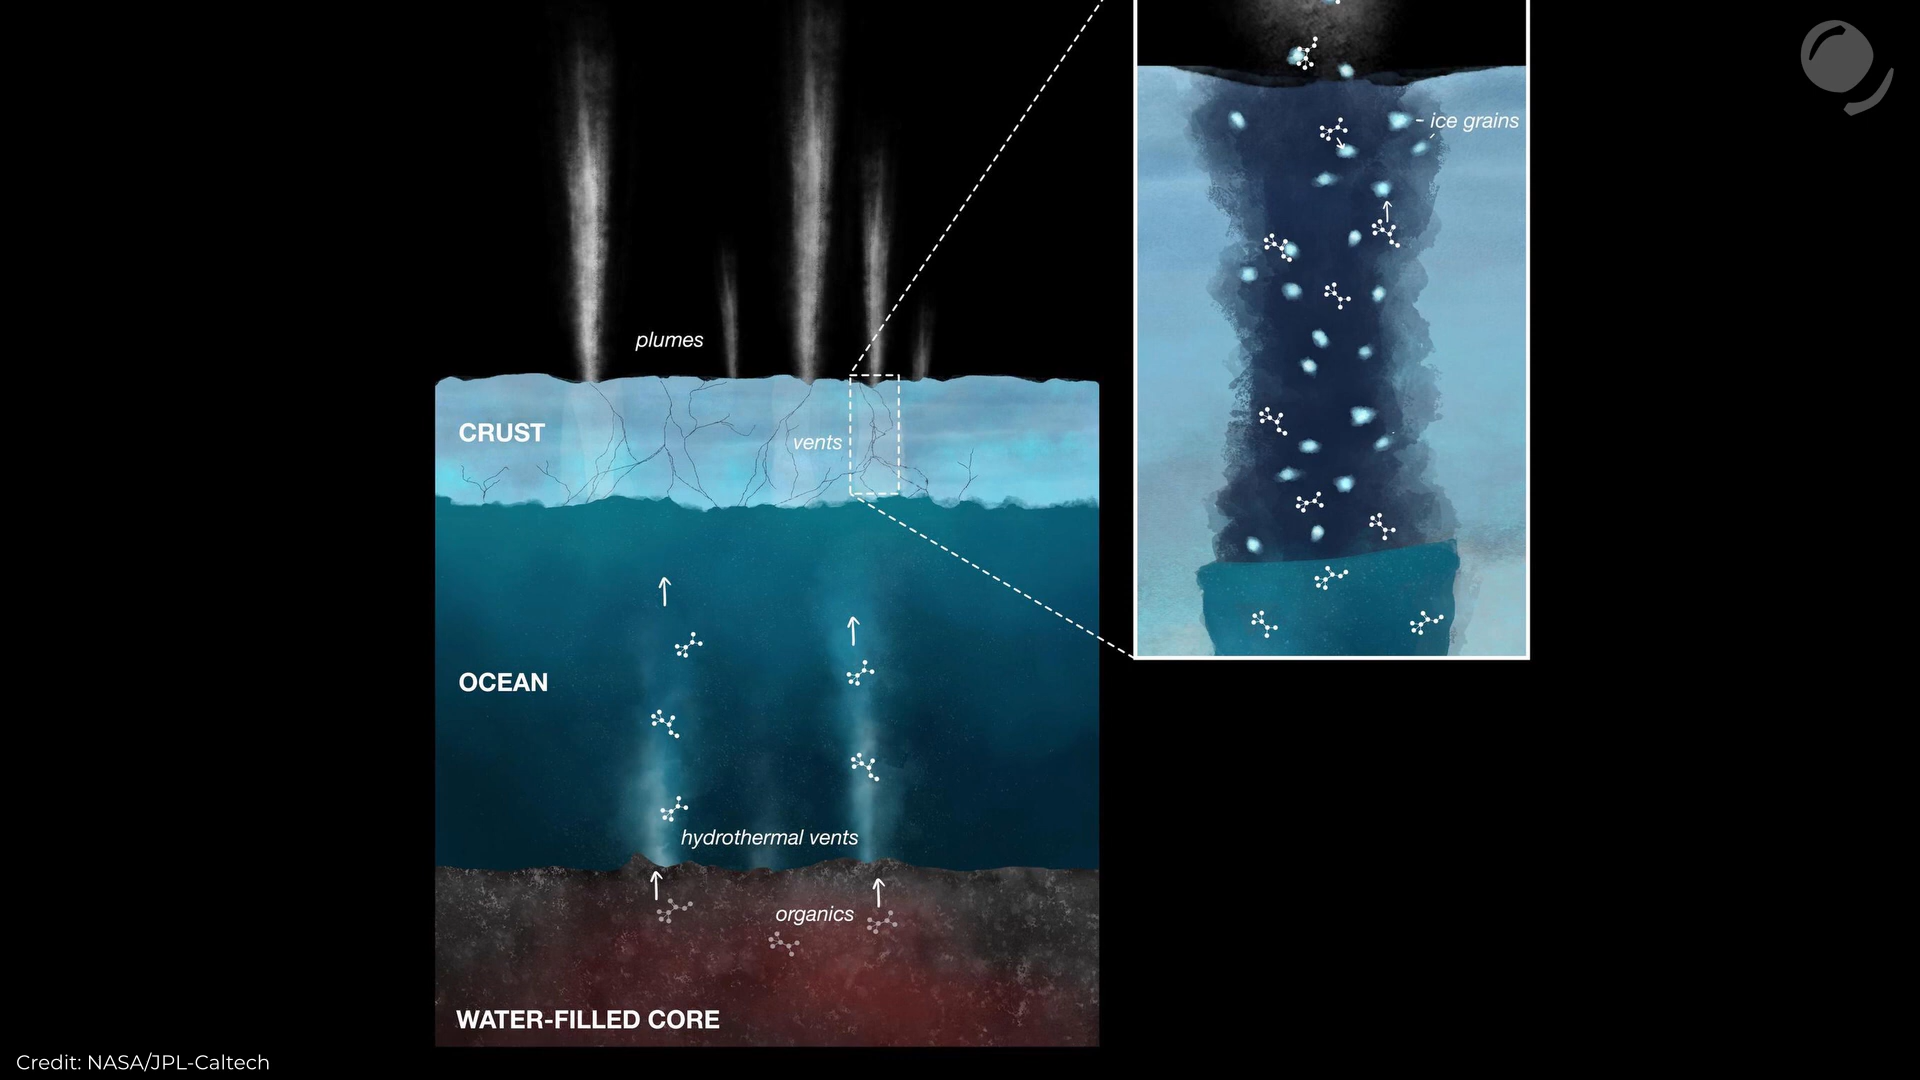 ice grains
plumes
CRUST
vents
OCEAN
hydrothermal vents
organics
WATER-FILLED CORE
Credit: NASA/JPL-Caltech